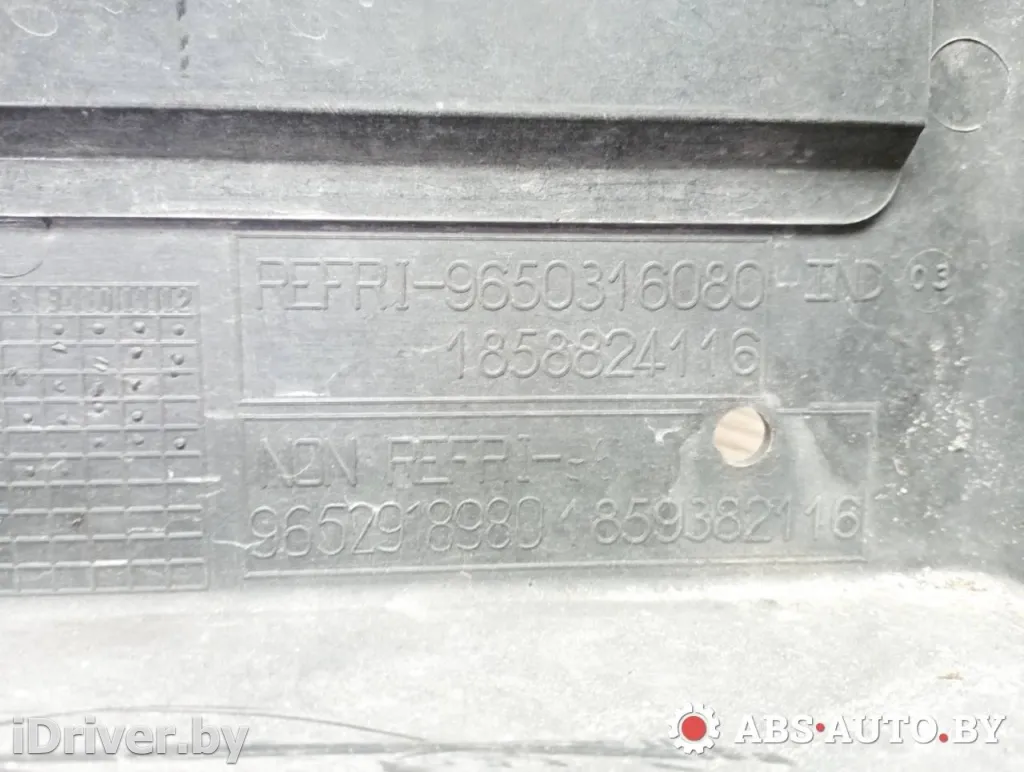 REFRI-9650316080-IND 03
1858824116
NON REFRI-
9652918980 1859382116
iDriver.by
ABS-AUTO.BY